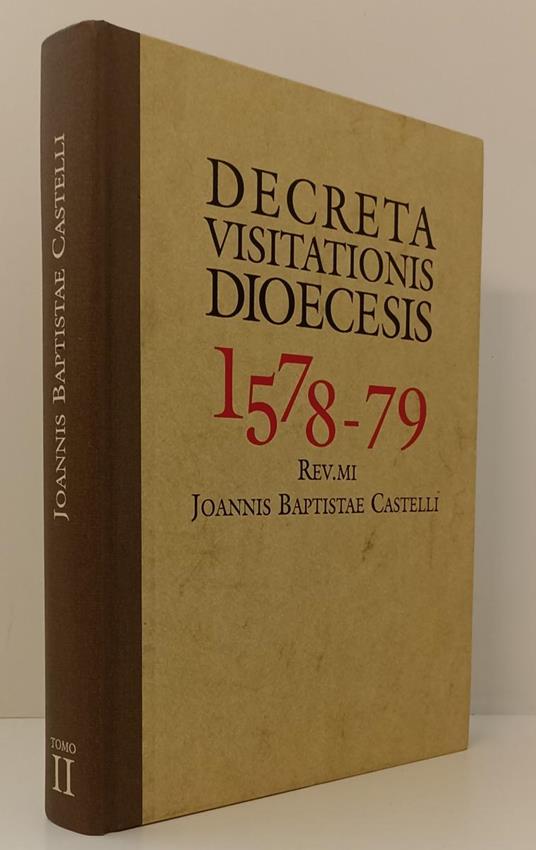 DECRETA
VISITATIONIS
DIOECESIS
1578-79
REV.MI
JOANNIS BAPTISTAE CASTELLI
JOANNIS BAPTISTAE CASTELLI
TOMO
II